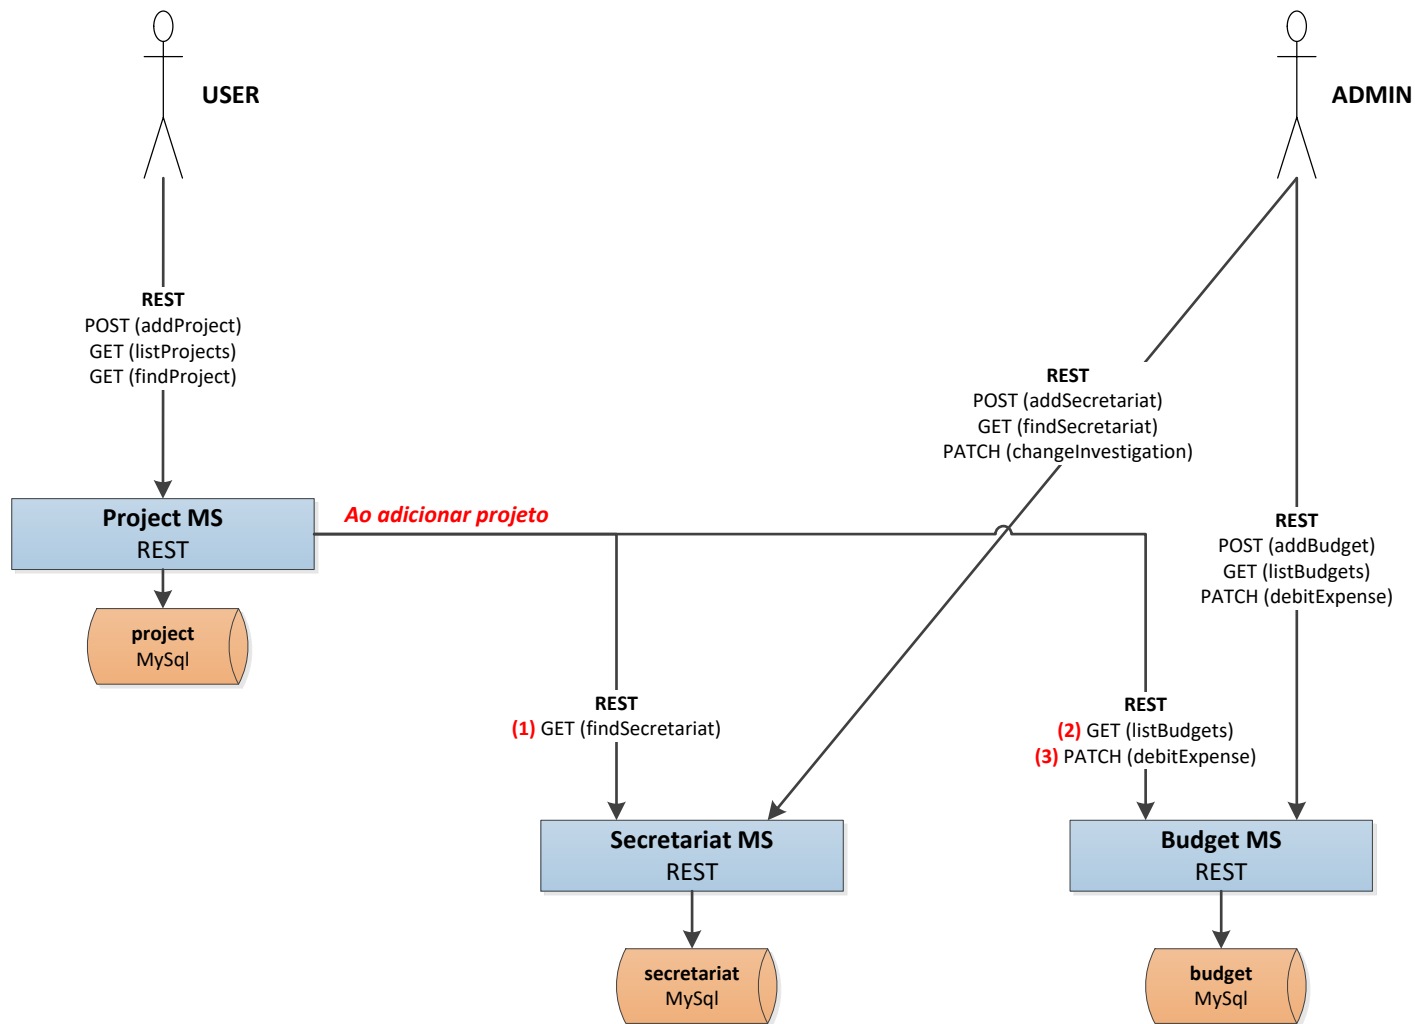 USER
ADMIN
REST
POST (addProject)
GET (listProjects)
GET (findProject)
REST
POST (addSecretariat)
GET (findSecretariat)
PATCH (changeInvestigation)
Project MS
REST
Ao adicionar projeto
REST
POST (addBudget)
GET (listBudgets)
PATCH (debitExpense)
project
MySql
REST
(1) GET (findSecretariat)
REST
(2) GET (listBudgets)
(3) PATCH (debitExpense)
Secretariat MS
REST
Budget MS
REST
secretariat
MySql
budget
MySql